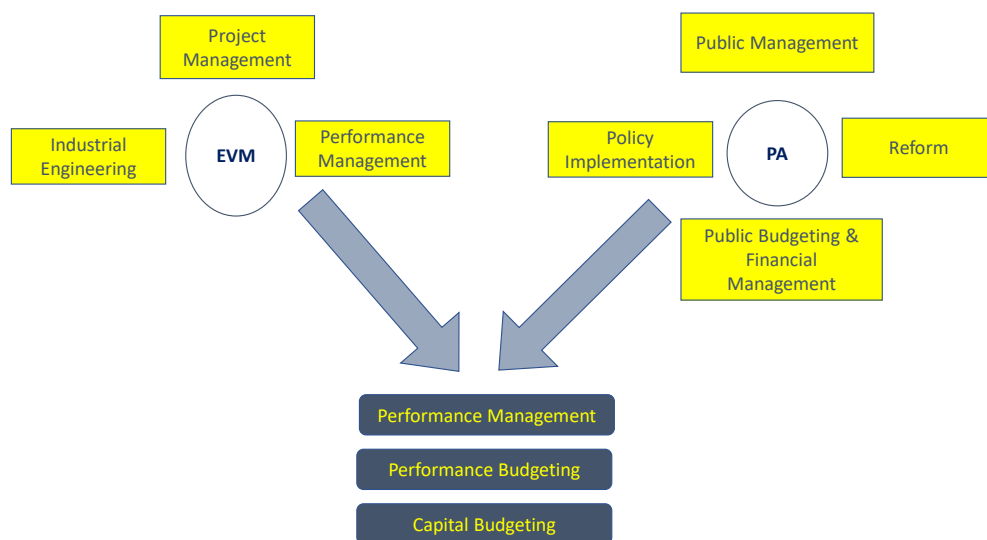 Project
Management
Public Management
Industrial
Engineering
EVM
Performance
Management
Policy
Implementation
PA
Reform
Public Budgeting &
Financial
Management
Performance Management
Performance Budgeting
Capital Budgeting